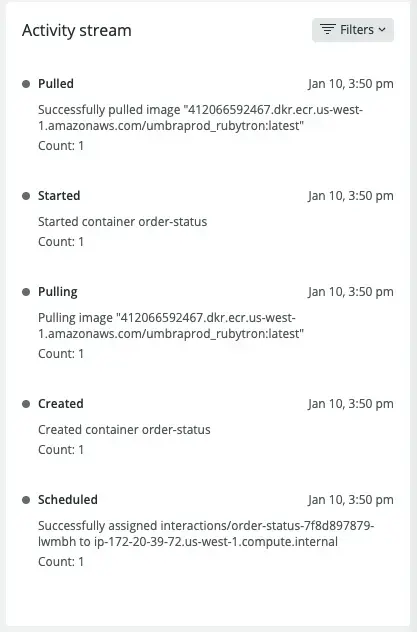 Activity stream
Filters
Pulled Jan 10, 3:50 pm
Successfully pulled image "412066592467.dkr.ecr.us-west-
1.amazonaws.com/umbraprod_rubytron:latest"
Count: 1
Started Jan 10, 3:50 pm
Started container order-status
Count: 1
Pulling Jan 10, 3:50 pm
Pulling image "412066592467.dkr.ecr.us-west-
1.amazonaws.com/umbraprod_rubytron:latest"
Count: 1
Created Jan 10, 3:50 pm
Created container order-status
Count: 1
Scheduled Jan 10, 3:50 pm
Successfully assigned interactions/order-status-7f8d897879-
lwmbh to ip-172-20-39-72.us-west-1.compute.internal
Count: 1